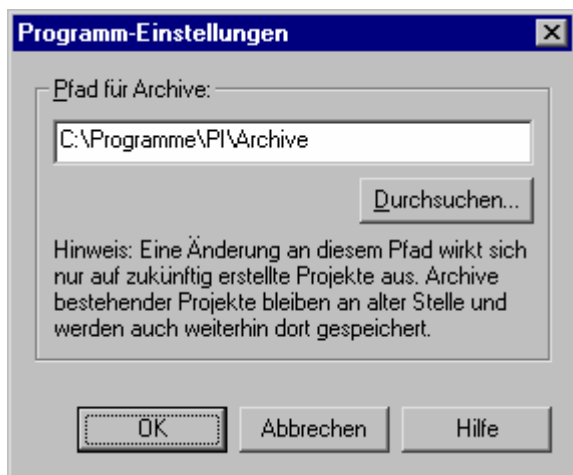 Programm-Einstellungen
Pfad für Archive:
C:\Programme\PI\Archive
Durchsuchen...
Hinweis: Eine Änderung an diesem Pfad wirkt sich
nur auf zukünftig erstellte Projekte aus. Archive
bestehender Projekte bleiben an alter Stelle und
werden auch weiterhin dort gespeichert.
OK
Abbrechen
Hilfe